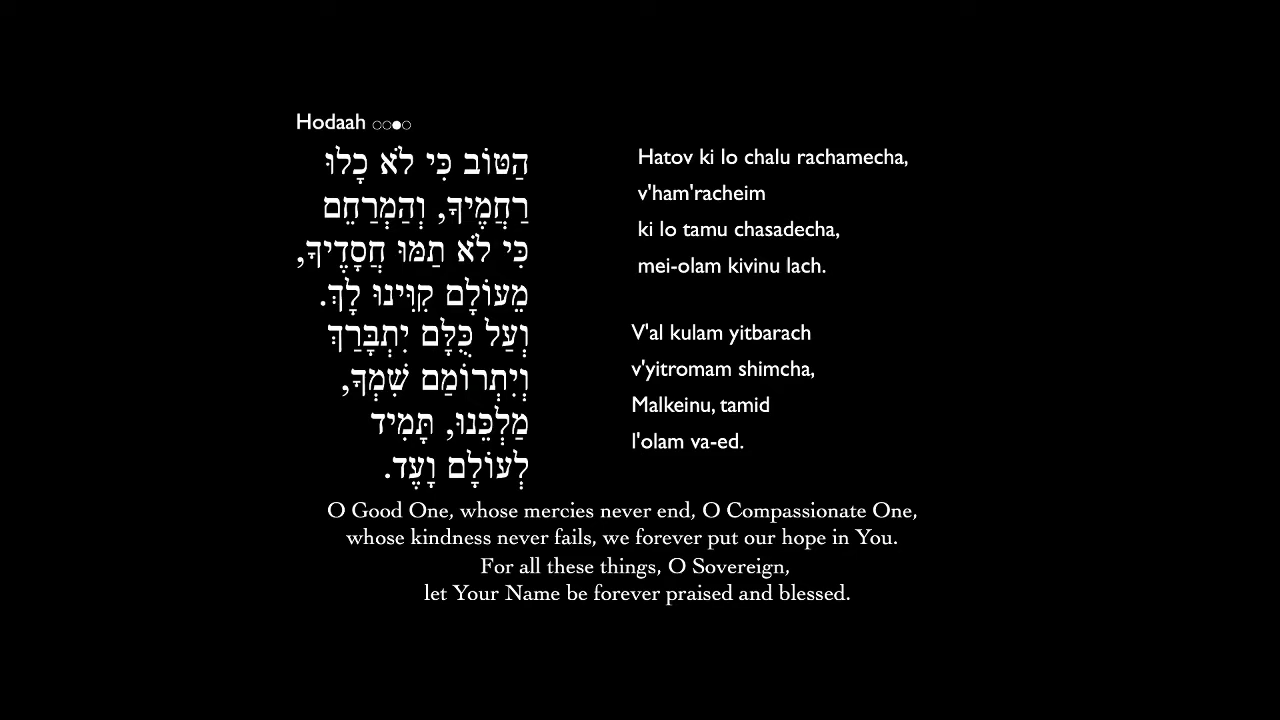 Hodaah ○○●○
הַטּוֹב כִּי לֹא כָלוּ
רַחֲמֶיךָ, וְהַמְרַחֵם
כִּי לֹא תַמּוּ חֲסָדֶיךָ,
מֵעוֹלָם קִוִּינוּ לָךְ.
וְעַל כֻּלָּם יִתְבָּרַךְ
וְיִתְרוֹמַם שִׁמְךָ,
מַלְכֵּנוּ, תָּמִיד
לְעוֹלָם וָעֶד.
Hatov ki lo chalu rachamecha,
v'ham'racheim
ki lo tamu chasadecha,
mei-olam kivinu lach.
V'al kulam yitbarach
v'yitromam shimcha,
Malkeinu, tamid
l'olam va-ed.
O Good One, whose mercies never end, O Compassionate One,
whose kindness never fails, we forever put our hope in You.
For all these things, O Sovereign,
let Your Name be forever praised and blessed.